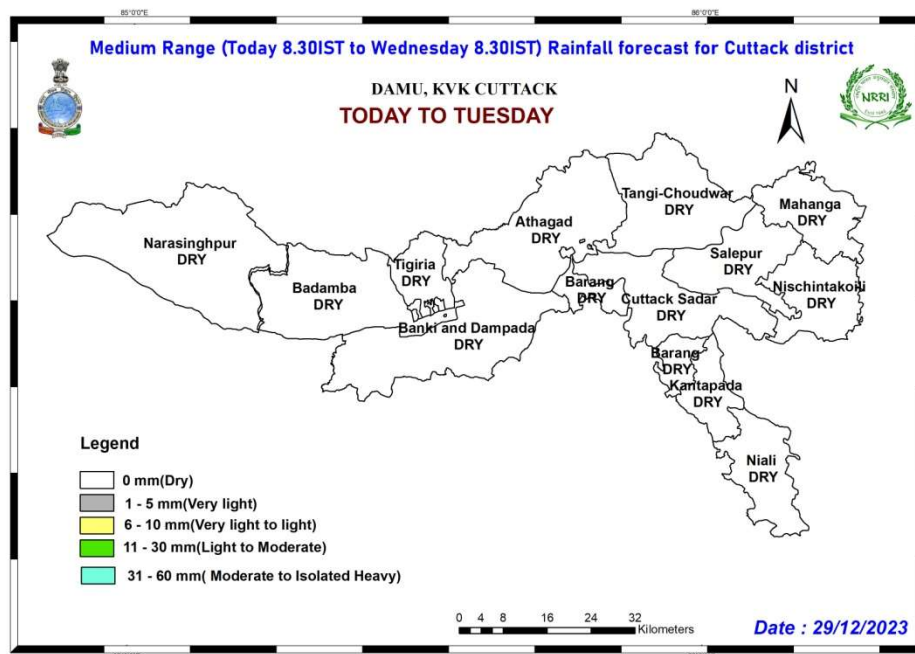 85°0'0"E
86°0'0"E
Medium Range (Today 8.30IST to Wednesday 8.30IST) Rainfall forecast for Cuttack district
DAMU, KVK CUTTACK
TODAY TO TUESDAY
N
NRRI
Tangi-Choudwar
DRY
Mahanga
DRY
Athagad
DRY
Narasinghpur
DRY
Salepur
DRY
Tigiria
DRY
Badamba
DRY
Barang
DRY
Nischintakoili
DRY
Cuttack Sadar
DRY
Banki and Dampada
DRY
Barang
DRY
Kantapada
DRY
Niali
DRY
Legend
0 mm(Dry)
1 - 5 mm(Very light)
6 - 10 mm(Very light to light)
11 - 30 mm(Light to Moderate)
31 - 60 mm( Moderate to Isolated Heavy)
0 4 8 16 24 32
Kilometers
Date : 29/12/2023